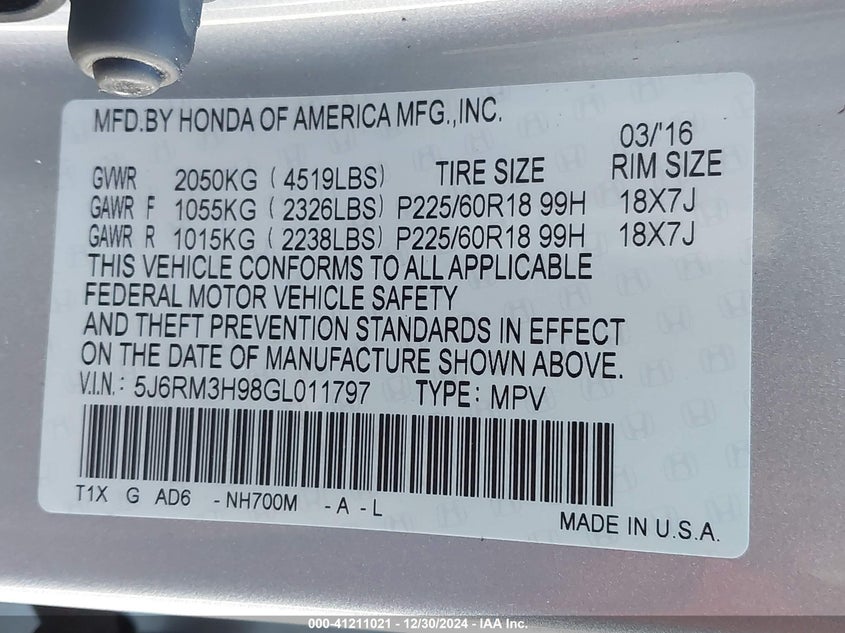 MFD.BY HONDA OF AMERICA MFG.,INC.
03/'16
GVWR 2050KG ( 4519LBS) TIRE SIZE RIM SIZE
GAWR F 1055KG ( 2326LBS) P225/60R18 99H 18X7J
GAWR R 1015KG ( 2238LBS) P225/60R18 99H 18X7J
THIS VEHICLE CONFORMS TO ALL APPLICABLE
FEDERAL MOTOR VEHICLE SAFETY
AND THEFT PREVENTION STANDARDS IN EFFECT
ON THE DATE OF MANUFACTURE SHOWN ABOVE.
V.I.N.: 5J6RM3H98GL011797 TYPE: MPV
T1X G AD6 -NH700M -A -L
MADE IN U.S.A.
000-41211021 - 12/30/2024 - IAA Inc.